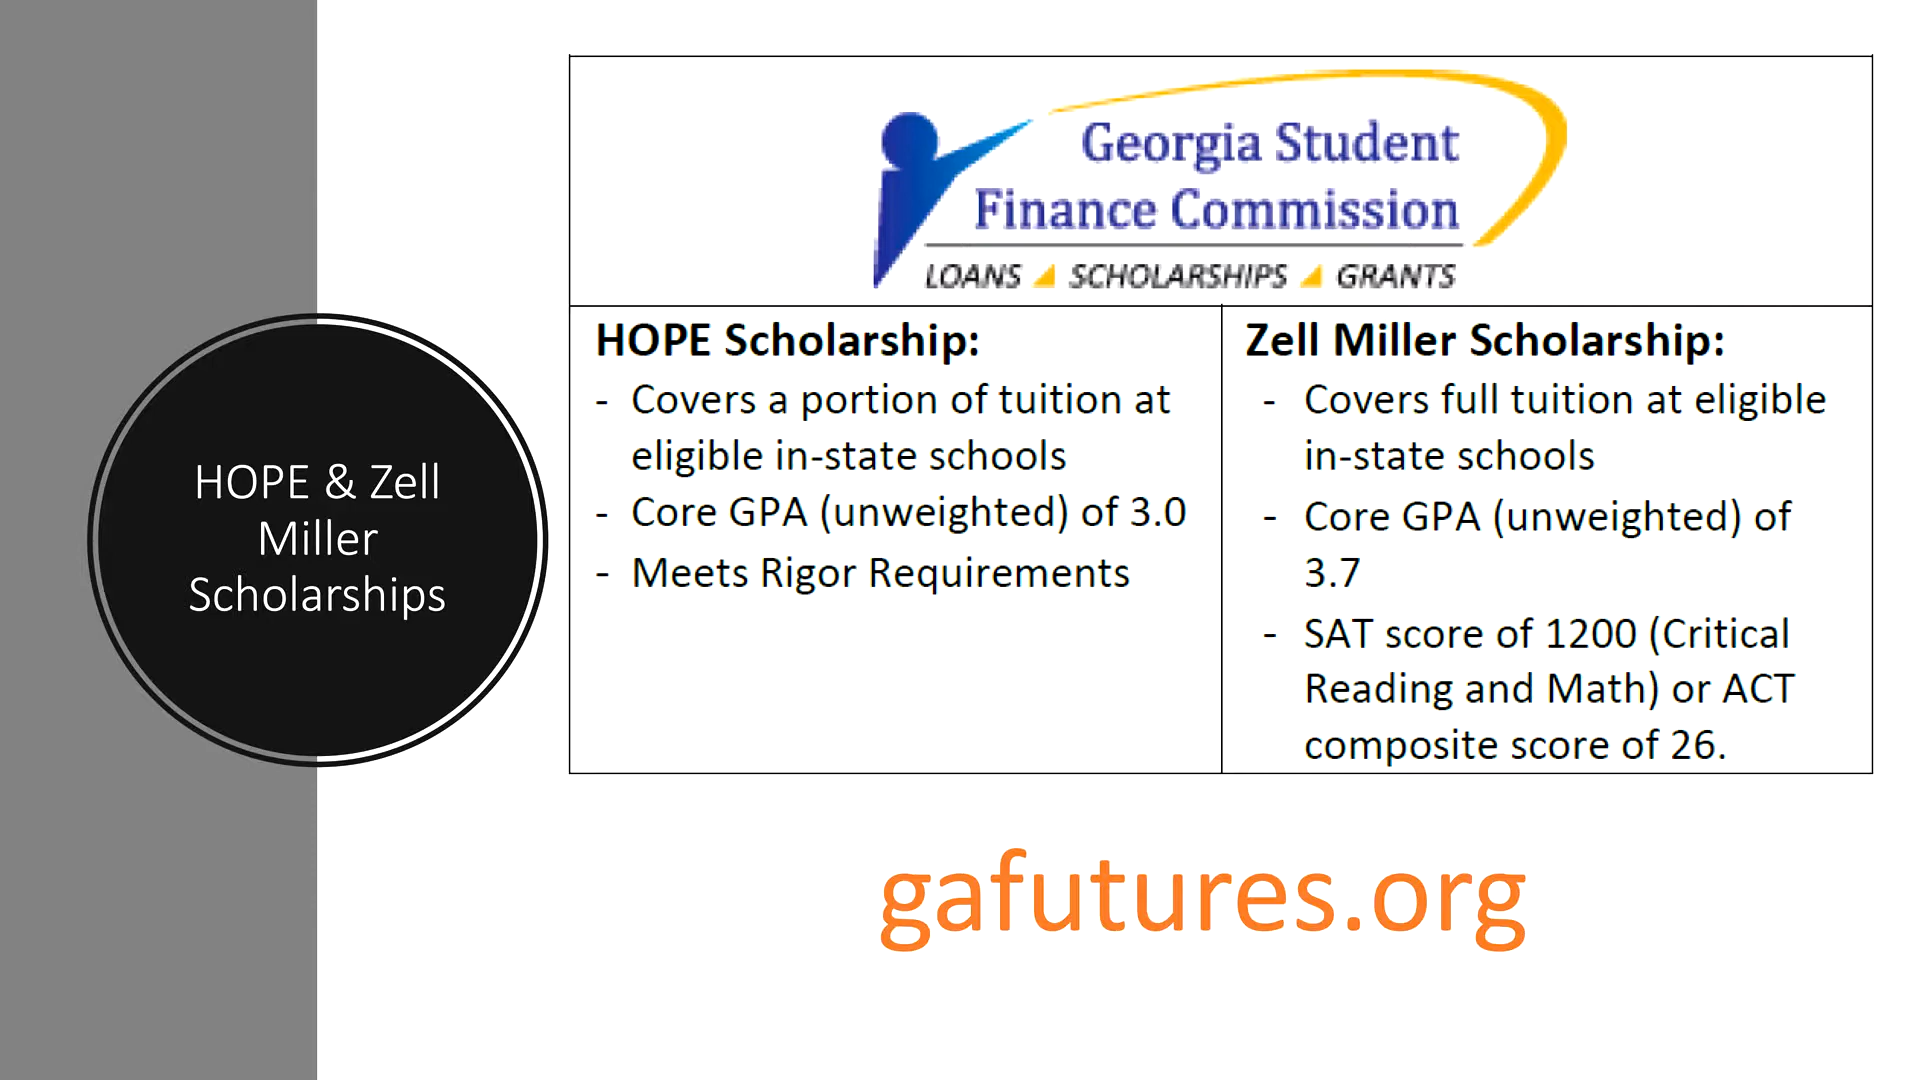 HOPE & Zell
Miller
Scholarships
Georgia Student
Finance Commission
LOANS SCHOLARSHIPS GRANTS
HOPE Scholarship:
- Covers a portion of tuition at
eligible in-state schools
- Core GPA (unweighted) of 3.0
- Meets Rigor Requirements
Zell Miller Scholarship:
- Covers full tuition at eligible
in-state schools
- Core GPA (unweighted) of
3.7
- SAT score of 1200 (Critical
Reading and Math) or ACT
composite score of 26.
gafutures.org